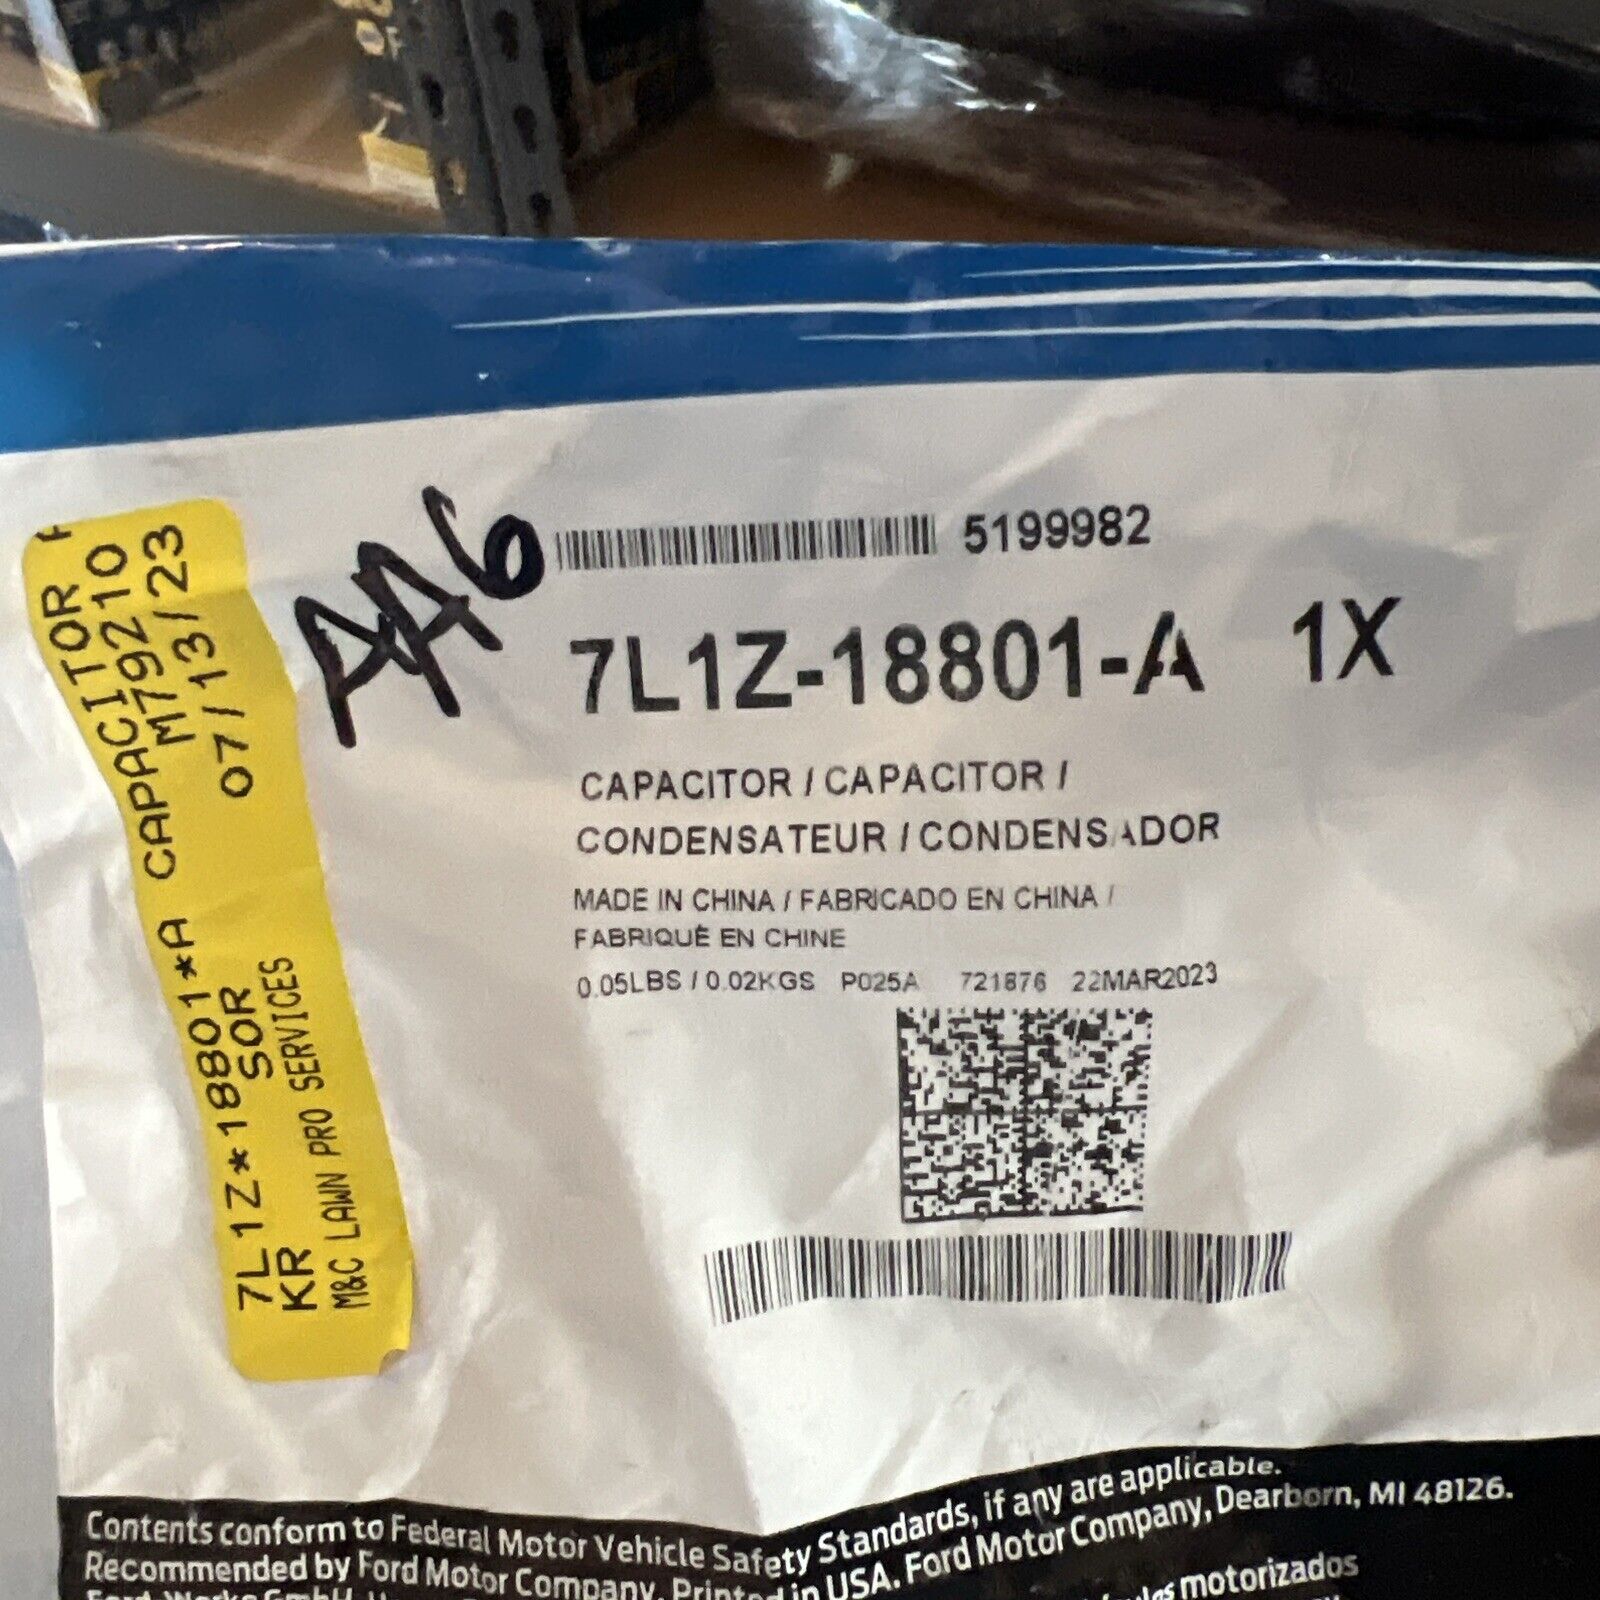 5199982
7L1Z-18801-A 1X
CAPACITOR / CAPACITOR /
CONDENSATEUR / CONDENSADOR
MADE IN CHINA / FABRICADO EN CHINA /
FABRIQUÉ EN CHINE
0.05LBS / 0.02KGS P025A 721876 22MAR2023
AA6
7L1Z*18801*A CAPACITOR
KR SOR M79210
M&C LAWN PRO SERVICES 07/13/23
Contents conform to Federal Motor Vehicle Safety Standards, if any are applicable.
Recommended by Ford Motor Company. Printed in USA. Ford Motor Company, Dearborn, MI 48126.
motorizados